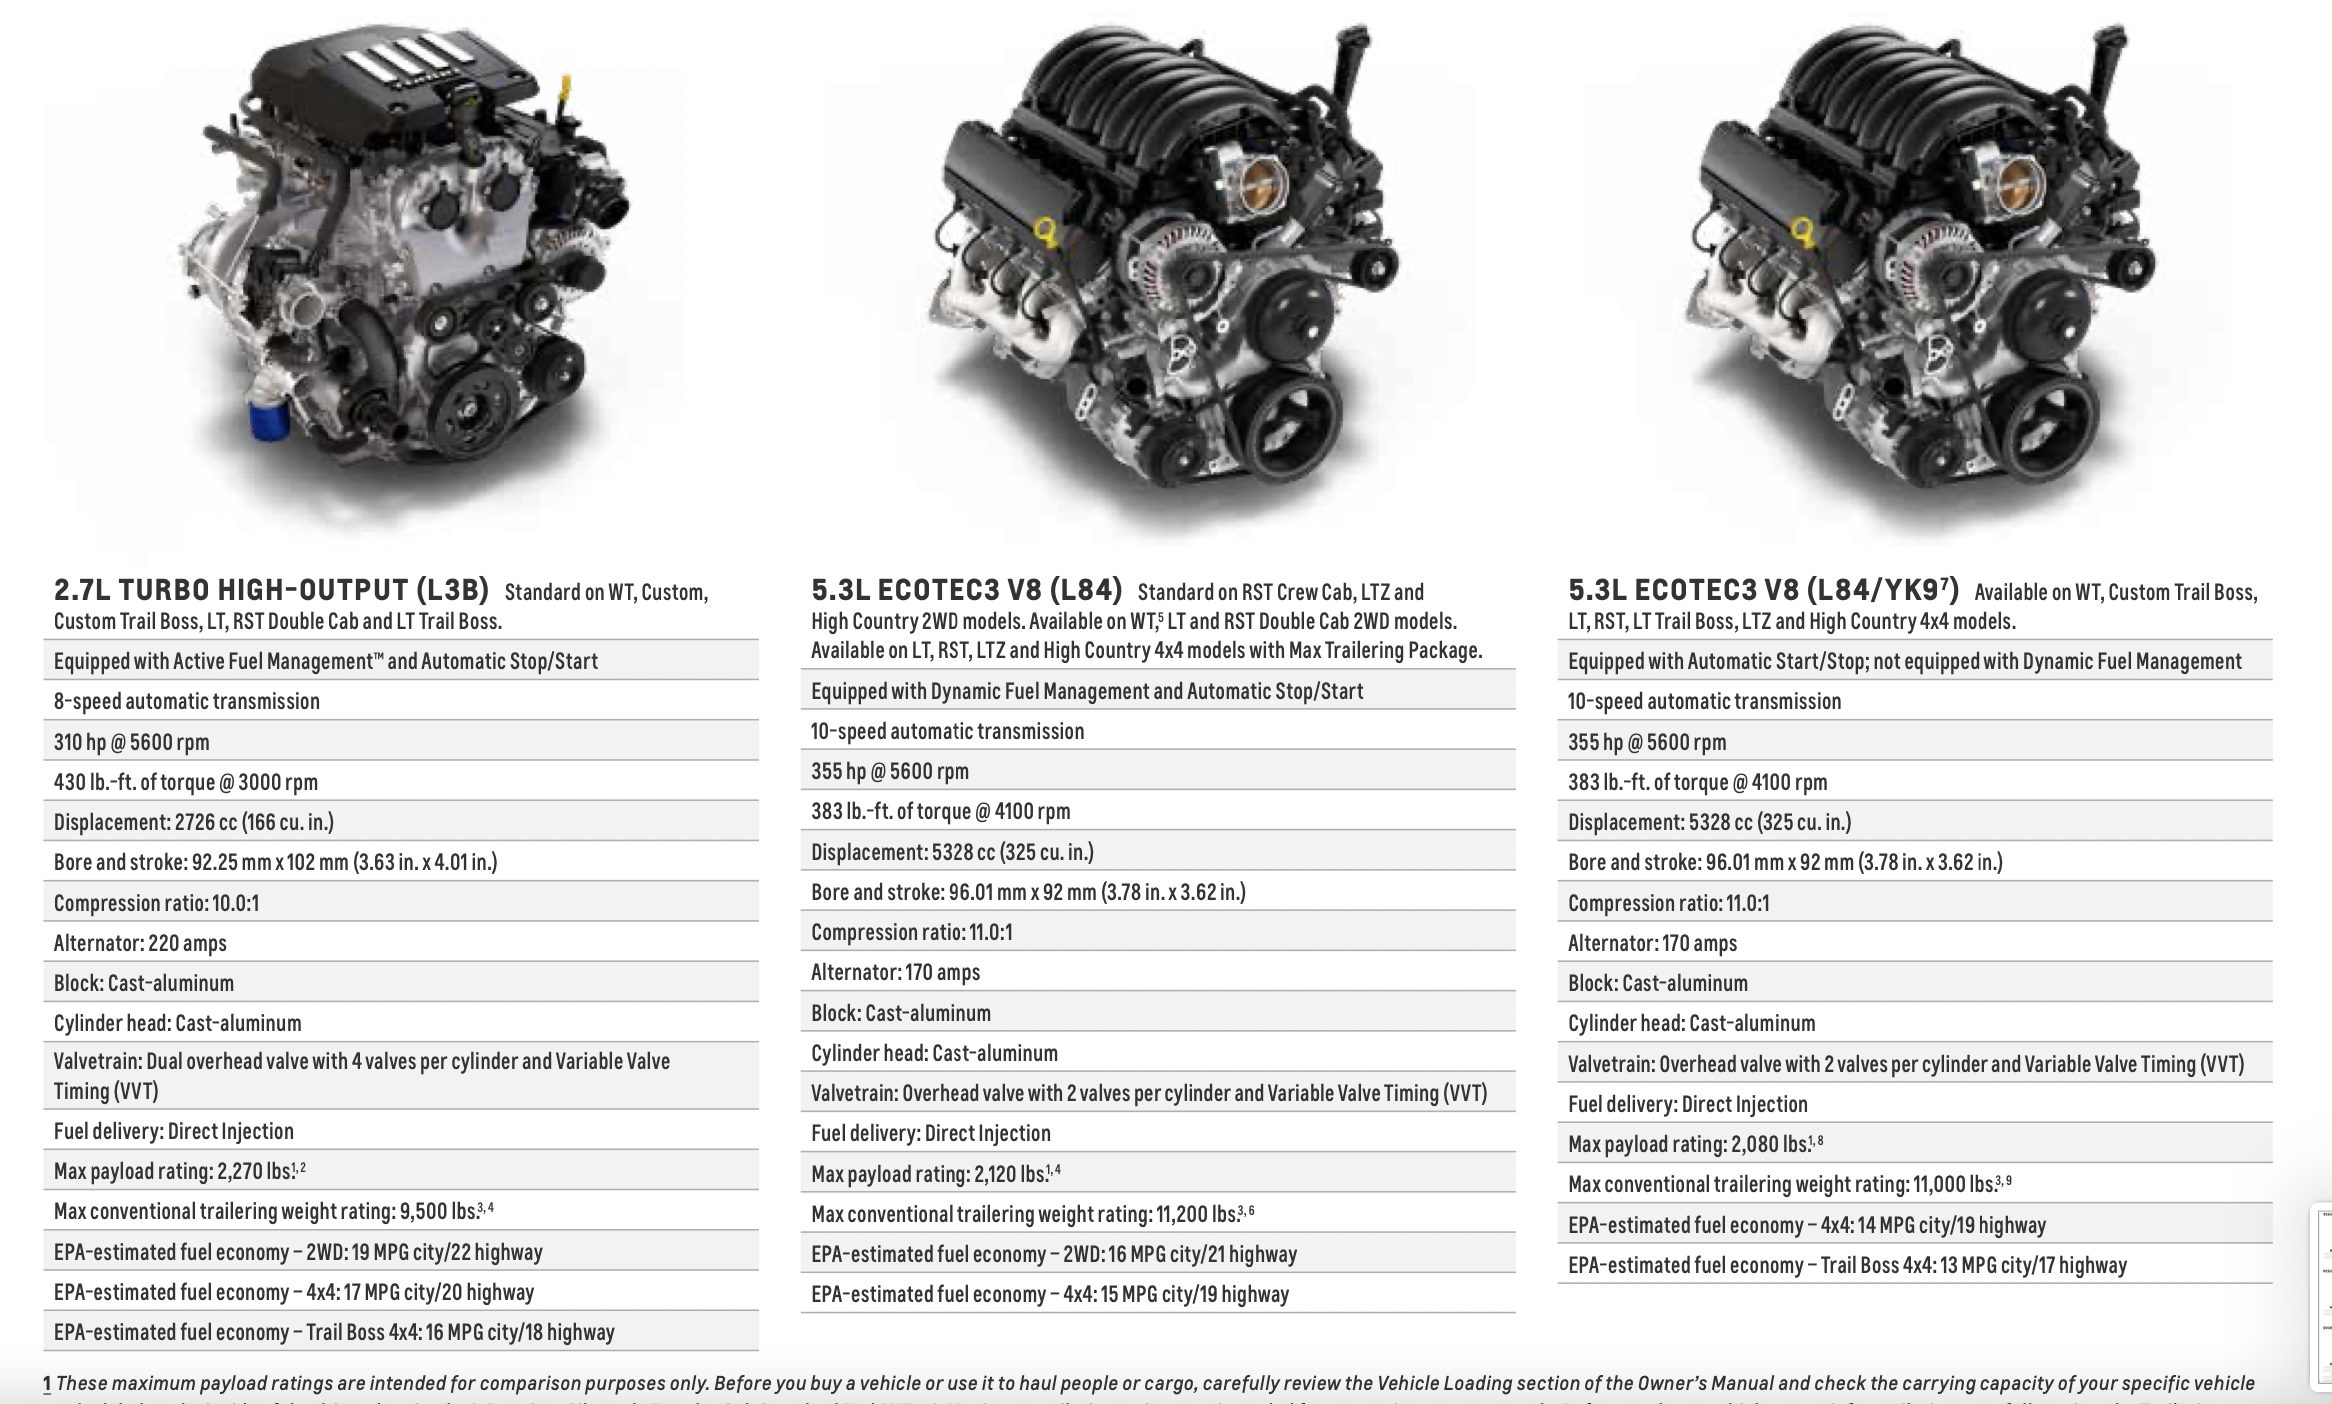 2.7L TURBO HIGH-OUTPUT (L3B) Standard on WT, Custom,
Custom Trail Boss, LT, RST Double Cab and LT Trail Boss.
Equipped with Active Fuel Management™ and Automatic Stop/Start
8-speed automatic transmission
310 hp @ 5600 rpm
430 lb.-ft. of torque @ 3000 rpm
Displacement: 2726 cc (166 cu. in.)
Bore and stroke: 92.25 mm x 102 mm (3.63 in. x 4.01 in.)
Compression ratio: 10.0:1
Alternator: 220 amps
Block: Cast-aluminum
Cylinder head: Cast-aluminum
Valvetrain: Dual overhead valve with 4 valves per cylinder and Variable Valve
Timing (VVT)
Fuel delivery: Direct Injection
Max payload rating: 2,270 lbs.1, 2
Max conventional trailering weight rating: 9,500 lbs.3, 4
EPA-estimated fuel economy – 2WD: 19 MPG city/22 highway
EPA-estimated fuel economy – 4x4: 17 MPG city/20 highway
EPA-estimated fuel economy – Trail Boss 4x4: 16 MPG city/18 highway
5.3L ECOTEC3 V8 (L84) Standard on RST Crew Cab, LTZ and
High Country 2WD models. Available on WT,5 LT and RST Double Cab 2WD models.
Available on LT, RST, LTZ and High Country 4x4 models with Max Trailering Package.
Equipped with Dynamic Fuel Management and Automatic Stop/Start
10-speed automatic transmission
355 hp @ 5600 rpm
383 lb.-ft. of torque @ 4100 rpm
Displacement: 5328 cc (325 cu. in.)
Bore and stroke: 96.01 mm x 92 mm (3.78 in. x 3.62 in.)
Compression ratio: 11.0:1
Alternator: 170 amps
Block: Cast-aluminum
Cylinder head: Cast-aluminum
Valvetrain: Overhead valve with 2 valves per cylinder and Variable Valve Timing (VVT)
Fuel delivery: Direct Injection
Max payload rating: 2,120 lbs.1, 4
Max conventional trailering weight rating: 11,200 lbs.3, 6
EPA-estimated fuel economy – 2WD: 16 MPG city/21 highway
EPA-estimated fuel economy – 4x4: 15 MPG city/19 highway
5.3L ECOTEC3 V8 (L84/YK97) Available on WT, Custom Trail Boss,
LT, RST, LT Trail Boss, LTZ and High Country 4x4 models.
Equipped with Automatic Start/Stop; not equipped with Dynamic Fuel Management
10-speed automatic transmission
355 hp @ 5600 rpm
383 lb.-ft. of torque @ 4100 rpm
Displacement: 5328 cc (325 cu. in.)
Bore and stroke: 96.01 mm x 92 mm (3.78 in. x 3.62 in.)
Compression ratio: 11.0:1
Alternator: 170 amps
Block: Cast-aluminum
Cylinder head: Cast-aluminum
Valvetrain: Overhead valve with 2 valves per cylinder and Variable Valve Timing (VVT)
Fuel delivery: Direct Injection
Max payload rating: 2,080 lbs.1, 8
Max conventional trailering weight rating: 11,000 lbs.3, 9
EPA-estimated fuel economy – 4x4: 14 MPG city/19 highway
EPA-estimated fuel economy – Trail Boss 4x4: 13 MPG city/17 highway
1 These maximum payload ratings are intended for comparison purposes only. Before you buy a vehicle or use it to haul people or cargo, carefully review the Vehicle Loading section of the Owner's Manual and check the carrying capacity of your specific vehicle